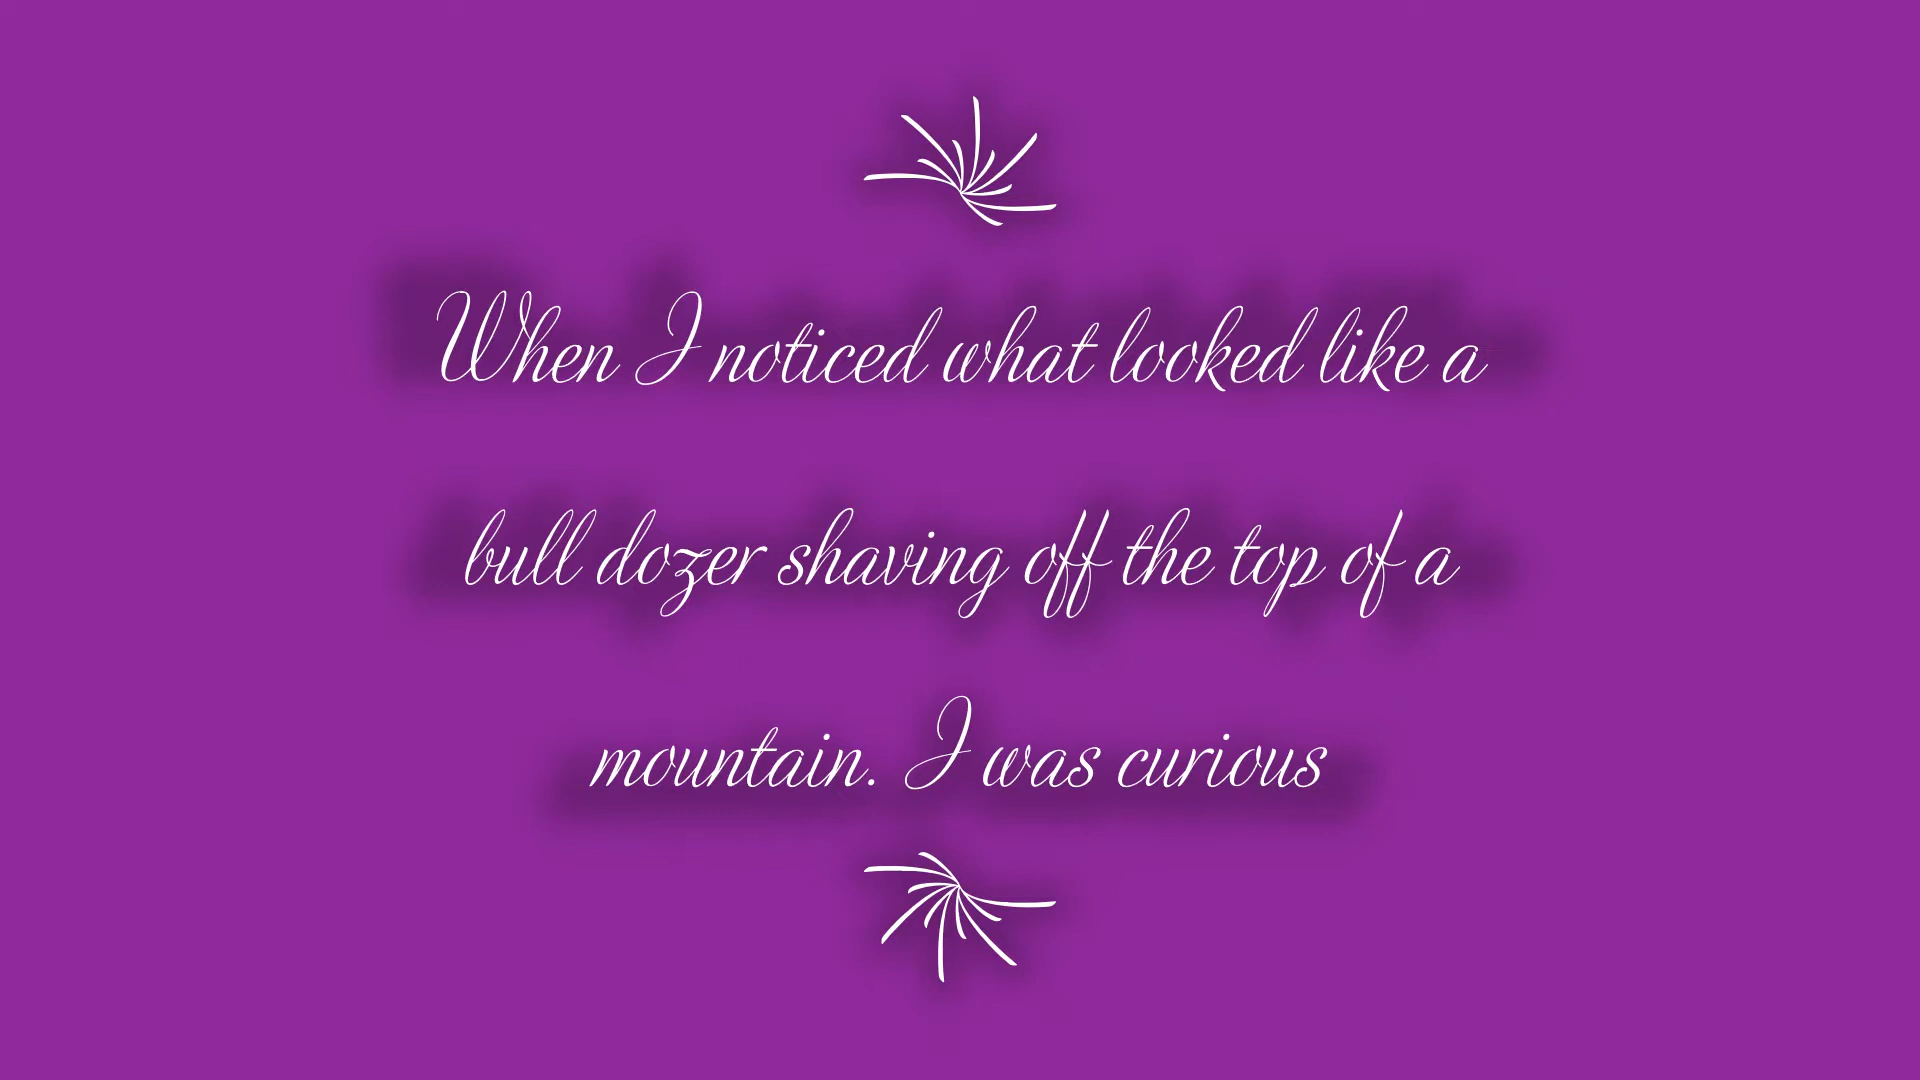 When I noticed what looked like a
bull dozer shaving off the top of a
mountain. I was curious